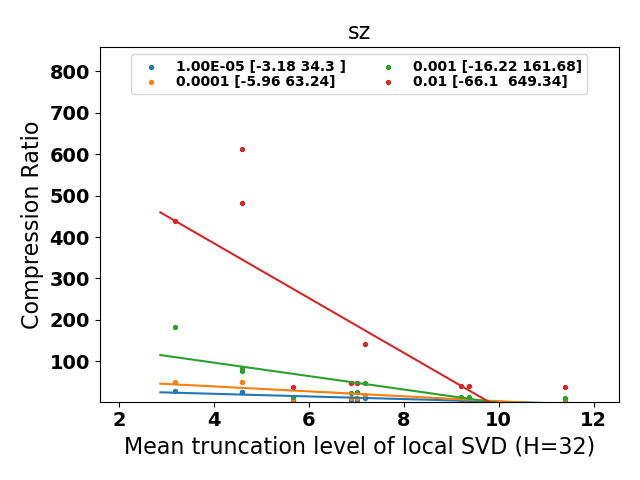 sz
1.00E-05 [-3.18 34.3 ]
0.0001 [-5.96 63.24]
0.001 [-16.22 161.68]
0.01 [-66.1  649.34]
800
700
600
500
400
300
200
100
Compression Ratio
2 4 6 8 10 12
Mean truncation level of local SVD (H=32)